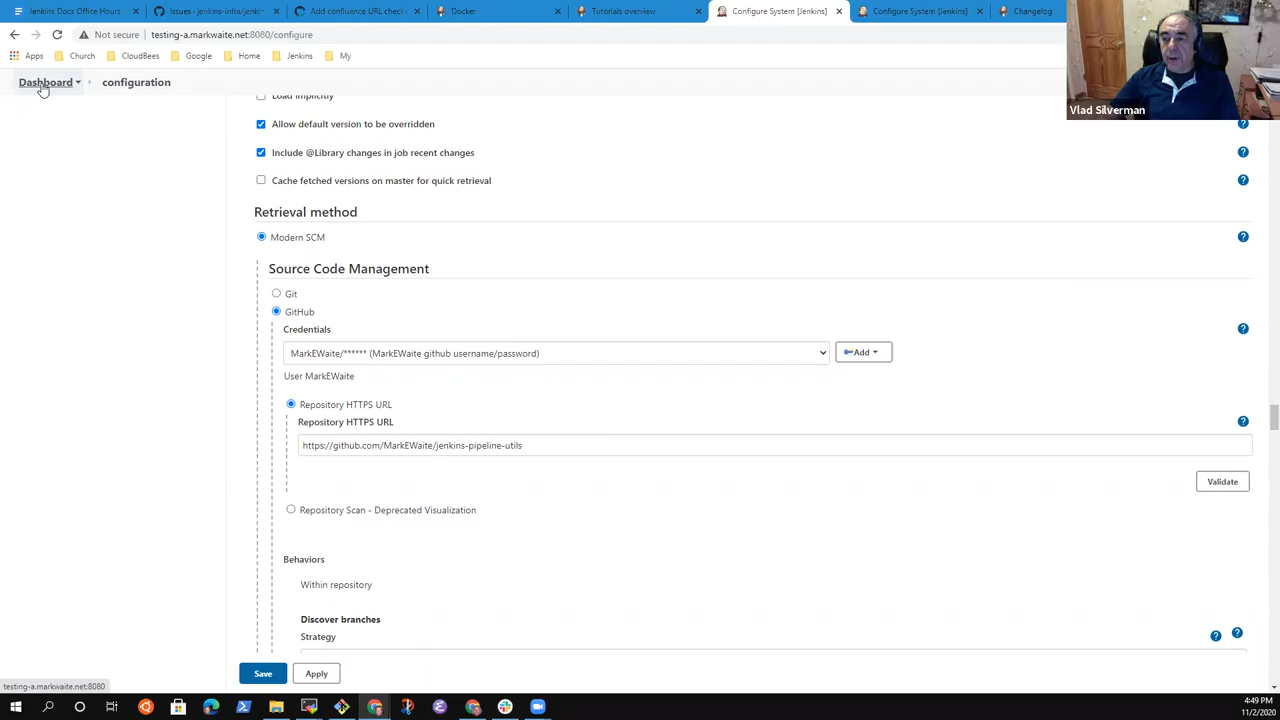 Jenkins Docs Office Hours
Issues - jenkins-infra/jenkin
Add confluence URL check
Docker
Tutorials overview
Configure System [Jenkins]
Configure System [Jenkins]
Changelog
Not secure
testing-a.markwaite.net:8080/configure
Apps
Church
CloudBees
Google
Home
Jenkins
My
Dashboard
configuration
Vlad Silverman
Load implicitly
Allow default version to be overridden
Include @Library changes in job recent changes
Cache fetched versions on master for quick retrieval
Retrieval method
Modern SCM
Source Code Management
Git
GitHub
Credentials
MarkEWaite/****** (MarkEWaite github username/password)
Add
User MarkEWaite
Repository HTTPS URL
Repository HTTPS URL
https://github.com/MarkEWaite/jenkins-pipeline-utils
Validate
Repository Scan - Deprecated Visualization
Behaviors
Within repository
Discover branches
Strategy
Save
Apply
testing-a.markwaite.net:8080
4:49 PM
11/2/2020